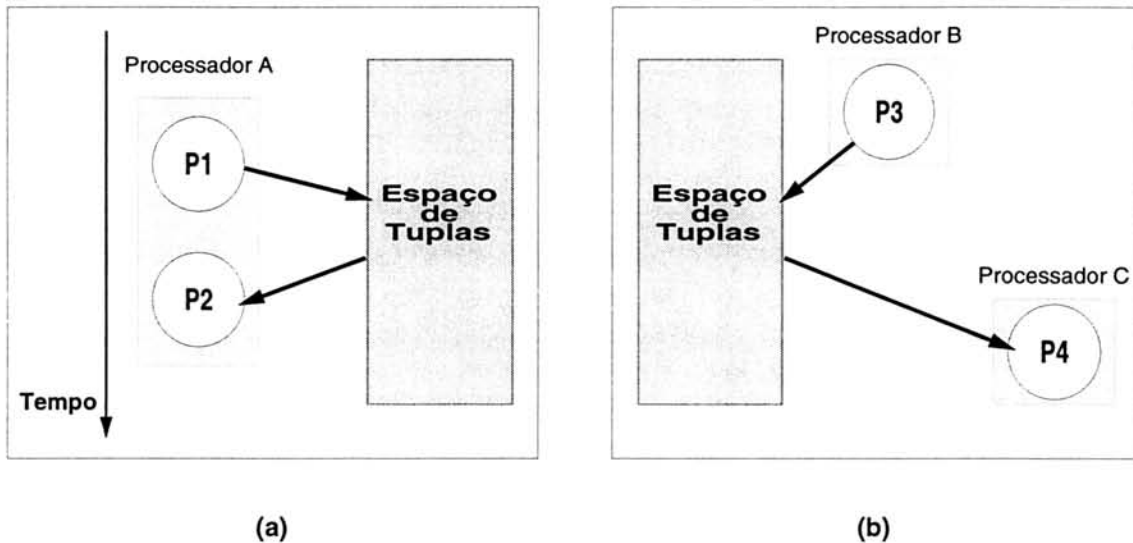 Processador A
P1
P2
Espaço
de
Tuplas
Tempo
(a)
Processador B
P3
Espaço
de
Tuplas
Processador C
P4
(b)